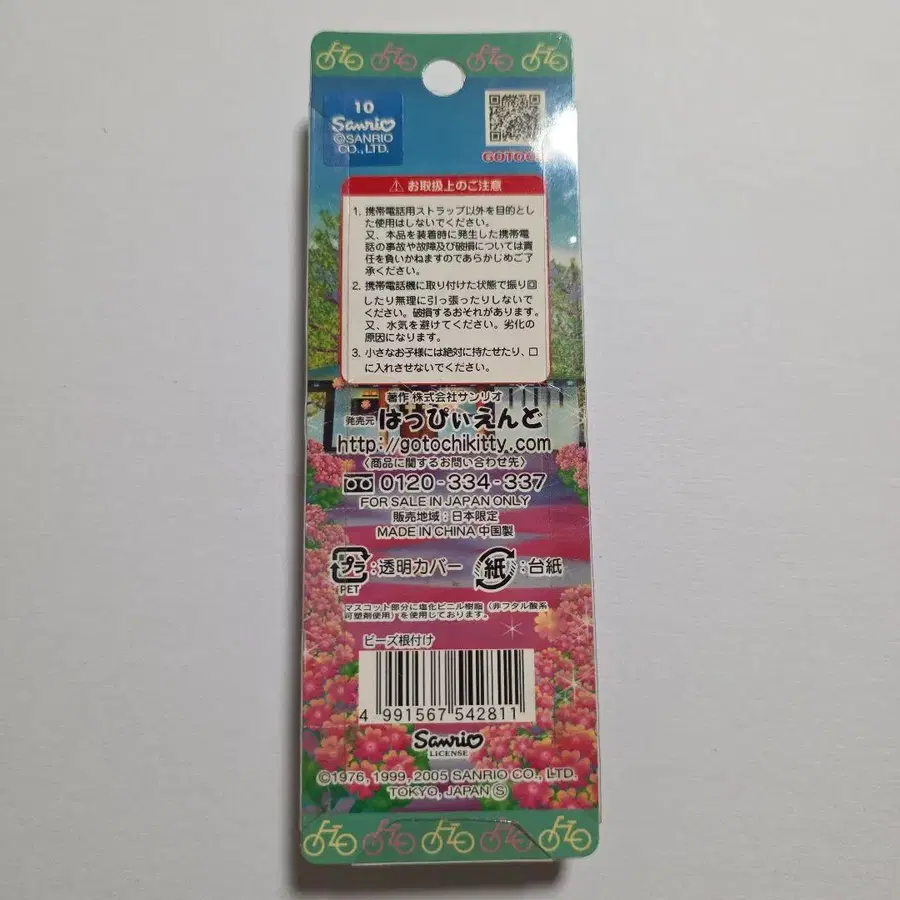 10
Sanrio
©SANRIO
CO., LTD.
⚠ お取扱上のご注意
1. 携帯電話用ストラップ以外を目的とし
た使用はしないでください。
又、本品を装着時に発生した携帯電
話の事故や故障及び破損については責
任を負いかねますのであらかじめご了
承ください。
2. 携帯電話機に取り付けた状態で振り回
したり無理に引っ張ったりしないで
ください。破損するおそれがあります。
又、水気を避けてください。劣化の
原因になります。
3. 小さなお子様には絶対に持たせたり、口
に入れさせないでください。
著作 株式会社サンリオ
発売元 はっぴぃえんど
http://gotochikitty.com
〈商品に関するお問い合わせ先〉
0120-334-337
FOR SALE IN JAPAN ONLY
販売地域：日本限定
MADE IN CHINA 中国製
プラ：透明カバー 紙：台紙
PET
マスコット部分に塩化ビニル樹脂（非フタル酸系
可塑剤使用）を使用しております。
ビーズ根付け
4 991567 542811
Sanrio
LICENSE
©1976, 1999, 2005 SANRIO CO., LTD.
TOKYO, JAPAN Ⓢ